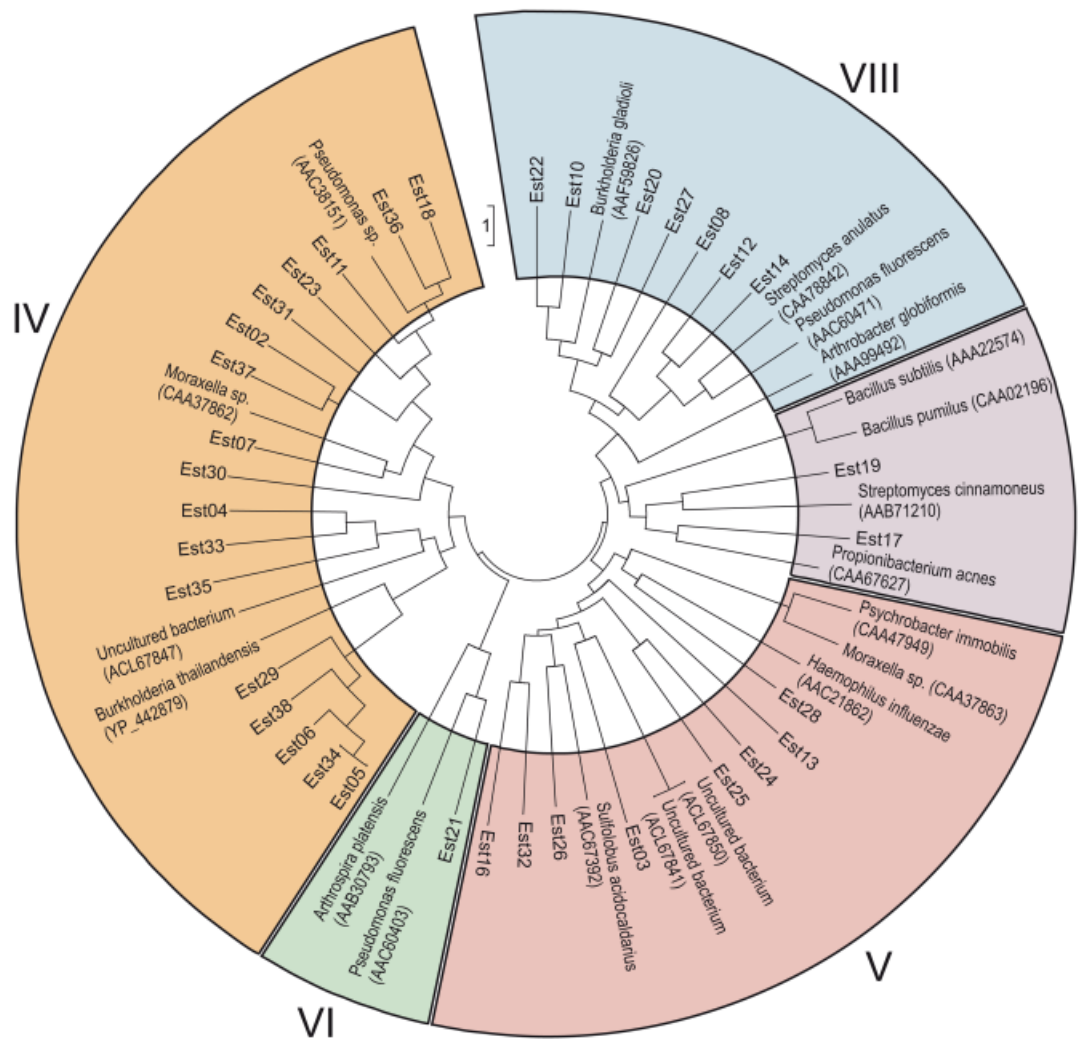 VIII
Est22
Est10
Burkholderia gladioli
(AAF59826)
Est20
Est27
Est08
Est12
Est14
Streptomyces anulatus
(CAA78842)
Pseudomonas fluorescens
(AAC60471)
Arthrobacter globiformis
(AAA99492)
Bacillus subtilis (AAA22574)
Bacillus pumilus (CAA02196)
Est19
Streptomyces cinnamoneus
(AAB71210)
Est17
Propionibacterium acnes
(CAA67627)
Psychrobacter immobilis
(CAA47949)
Moraxella sp. (CAA37863)
Haemophilus influenzae
(AAC21862)
Est28
Est13
Est24
Est25
Uncultured bacterium
(ACL67850)
Uncultured bacterium
(ACL67841)
Est03
Sulfolobus acidocaldarius
(AAC67392)
Est26
Est32
Est16
V
Est21
Pseudomonas fluorescens
(AAC60403)
Arthrospira platensis
(AAB30793)
VI
Est05
Est34
Est06
Est38
Est29
Burkholderia thailandensis
(YP_442879)
Uncultured bacterium
(ACL67847)
Est35
Est33
Est04
Est30
Est07
Moraxella sp.
(CAA37862)
Est37
Est02
Est31
Est23
Est11
Pseudomonas sp.
(AAC38151)
Est36
Est18
IV
1